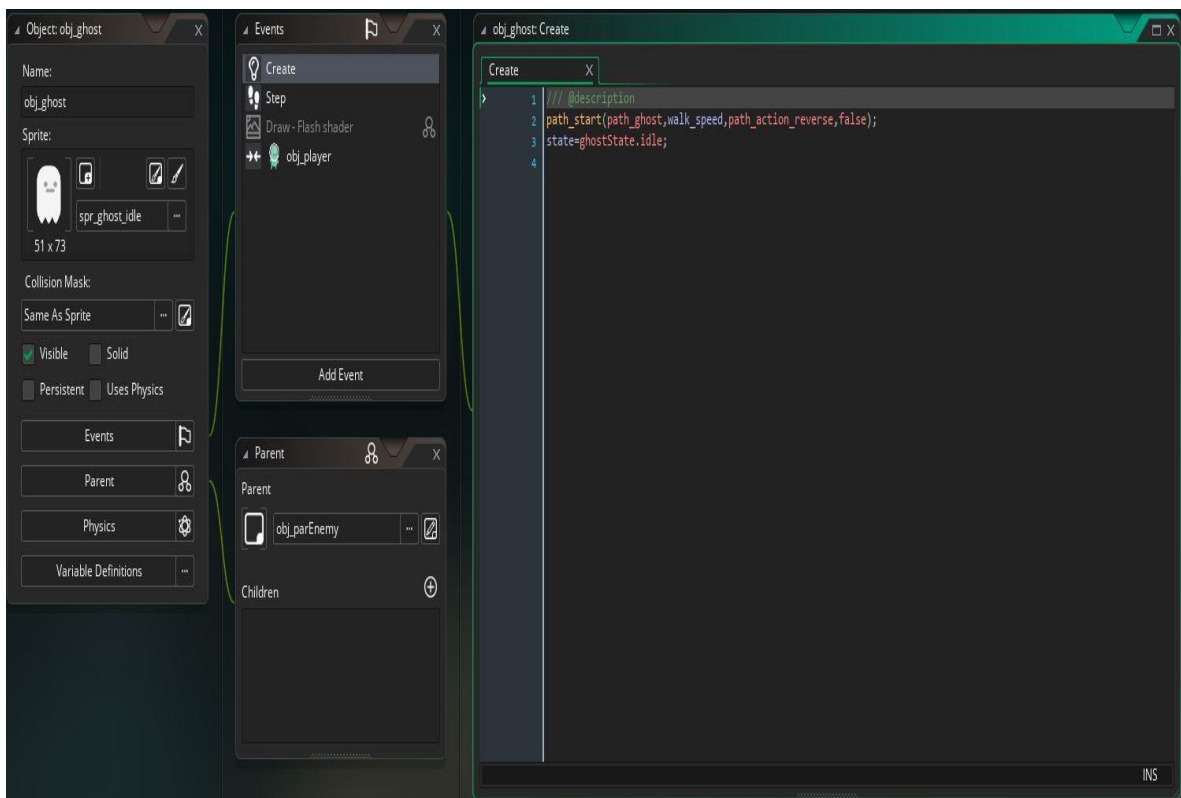 Object: obj_ghost X
Name:
obj_ghost
Sprite:
spr_ghost_idle ...
51 x 73
Collision Mask:
Same As Sprite ...
Visible Solid
Persistent Uses Physics
Events
Parent
Physics
Variable Definitions ...
Events X
Create
Step
Draw - Flash shader
obj_player
Add Event
Parent X
Parent
obj_parEnemy ...
Children
obj_ghost: Create X
Create X
1 /// @description
2 path_start(path_ghost,walk_speed,path_action_reverse,false);
3 state=ghostState.idle;
4
INS